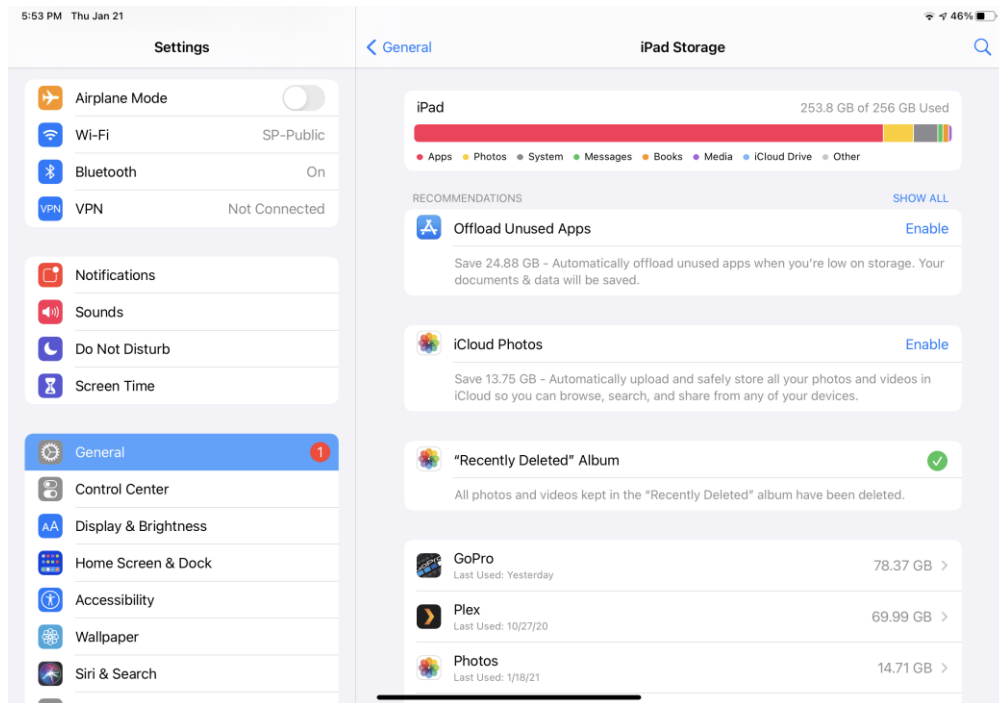 5:53 PM Thu Jan 21
46%
Settings
Airplane Mode
Wi-Fi SP-Public
Bluetooth On
VPN VPN Not Connected
Notifications
Sounds
Do Not Disturb
Screen Time
General 1
Control Center
AA Display & Brightness
Home Screen & Dock
Accessibility
Wallpaper
Siri & Search
General
iPad Storage
iPad 253.8 GB of 256 GB Used
Apps Photos System Messages Books Media iCloud Drive Other
RECOMMENDATIONS SHOW ALL
Offload Unused Apps Enable
Save 24.88 GB - Automatically offload unused apps when you're low on storage. Your
documents & data will be saved.
iCloud Photos Enable
Save 13.75 GB - Automatically upload and safely store all your photos and videos in
iCloud so you can browse, search, and share from any of your devices.
“Recently Deleted” Album
All photos and videos kept in the “Recently Deleted” album have been deleted.
GoPro 78.37 GB
Last Used: Yesterday
Plex 69.99 GB
Last Used: 10/27/20
Photos 14.71 GB
Last Used: 1/18/21